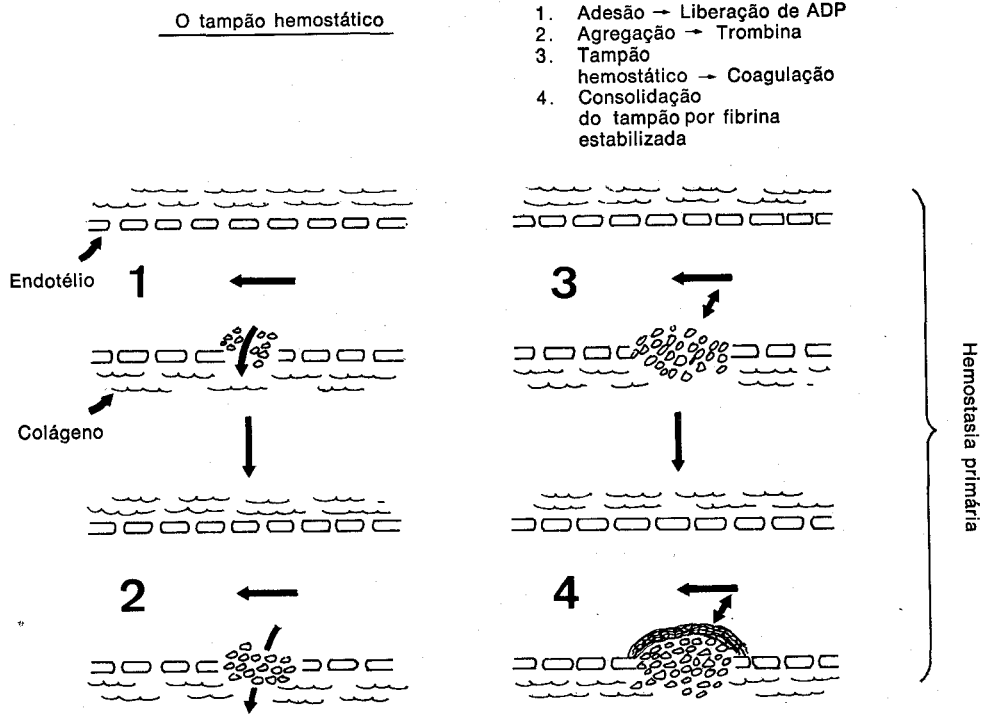 O tampão hemostático
1. Adesão → Liberação de ADP
2. Agregação → Trombina
3. Tampão
hemostático → Coagulação
4. Consolidação
do tampão por fibrina
estabilizada
Endotélio
1
Colágeno
2
3
4
Hemostasia primária